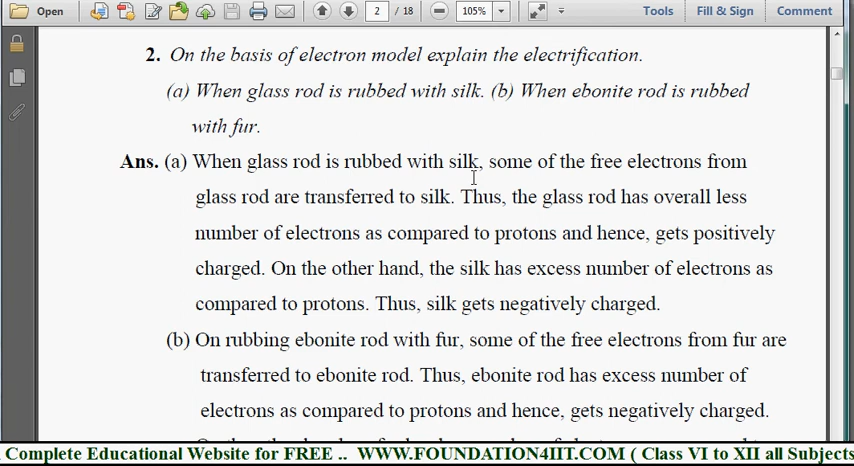 Open 2 / 18 105% Tools Fill & Sign Comment
2. On the basis of electron model explain the electrification.
(a) When glass rod is rubbed with silk. (b) When ebonite rod is rubbed
with fur.
Ans. (a) When glass rod is rubbed with silk, some of the free electrons from
glass rod are transferred to silk. Thus, the glass rod has overall less
number of electrons as compared to protons and hence, gets positively
charged. On the other hand, the silk has excess number of electrons as
compared to protons. Thus, silk gets negatively charged.
(b) On rubbing ebonite rod with fur, some of the free electrons from fur are
transferred to ebonite rod. Thus, ebonite rod has excess number of
electrons as compared to protons and hence, gets negatively charged.
Complete Educational Website for FREE .. WWW.FOUNDATION4IIT.COM ( Class VI to XII all Subjects